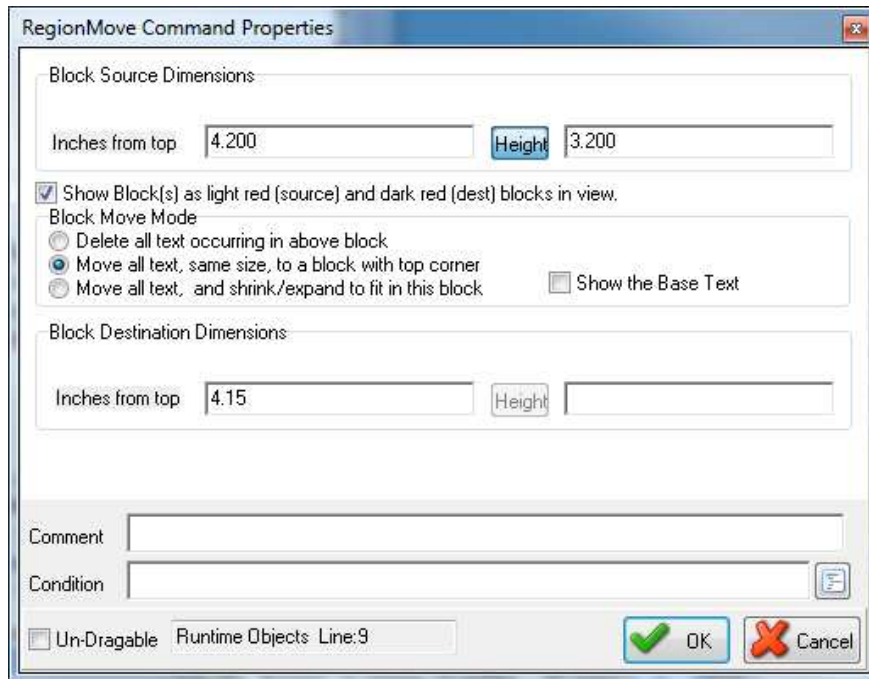 RegionMove Command Properties
Block Source Dimensions
Inches from top 4.200 Height 3.200
Show Block(s) as light red (source) and dark red (dest) blocks in view.
Block Move Mode
Delete all text occurring in above block
Move all text, same size, to a block with top corner
Move all text, and shrink/expand to fit in this block
Show the Base Text
Block Destination Dimensions
Inches from top 4.15 Height
Comment
Condition
Un-Dragable Runtime Objects Line:9 OK Cancel